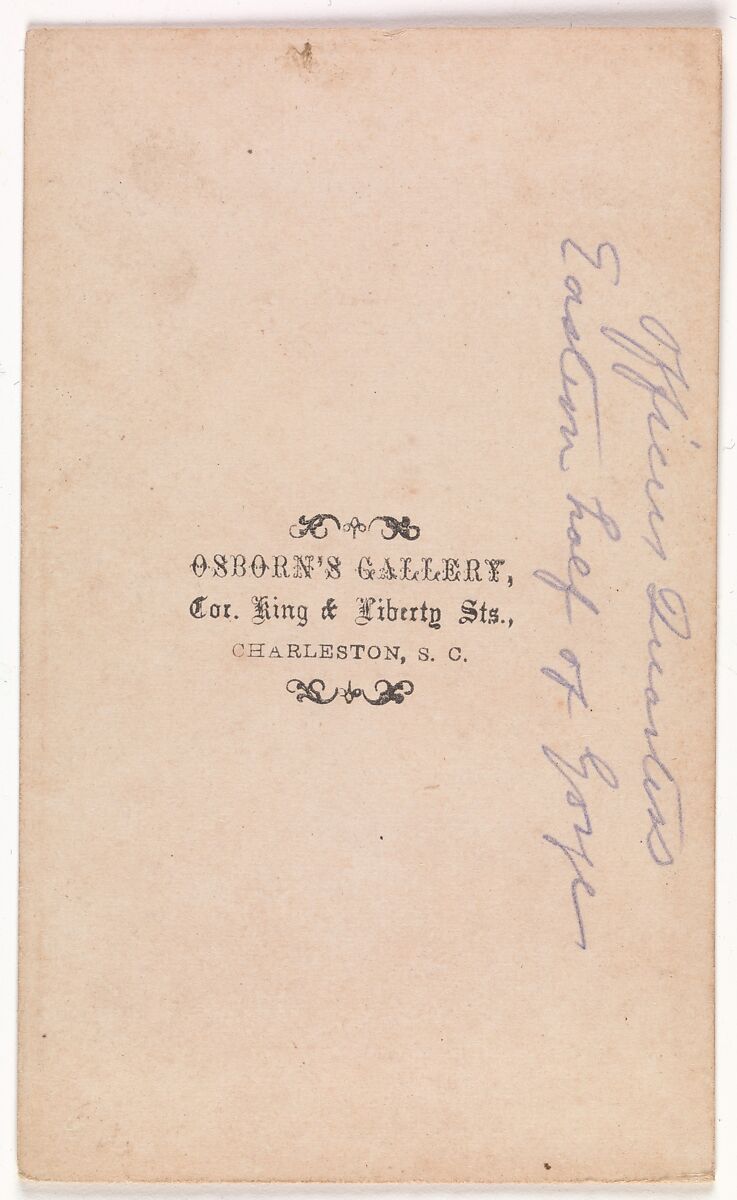 OSBORN'S GALLERY,
Cor. King & Liberty Sts.,
CHARLESTON, S. C.
Officers Quarters
Eastern half of Gorge